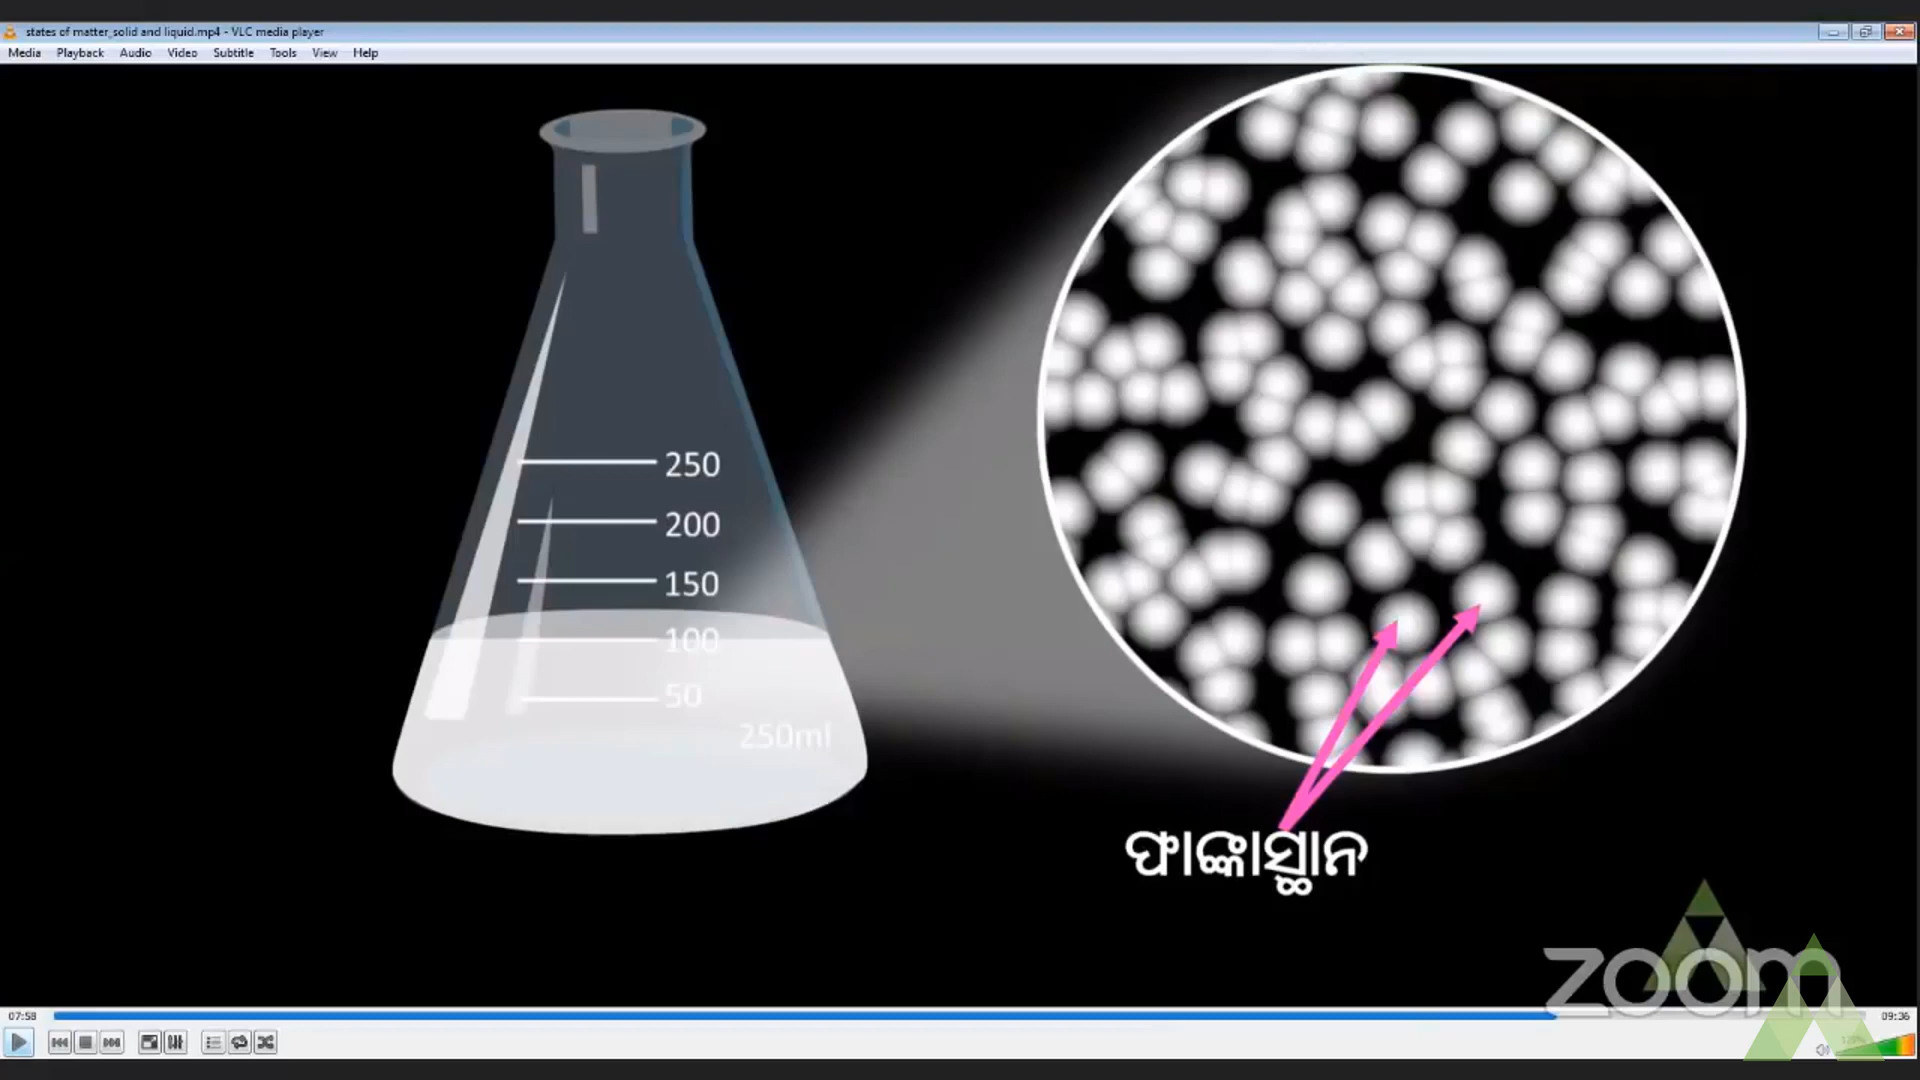 states of matter_solid and liquid.mp4 - VLC media player
Media Playback Audio Video Subtitle Tools View Help
250
200
150
100
50
250ml
ଫାଙ୍କାସ୍ଥାନ
zoom
07:58
09:36